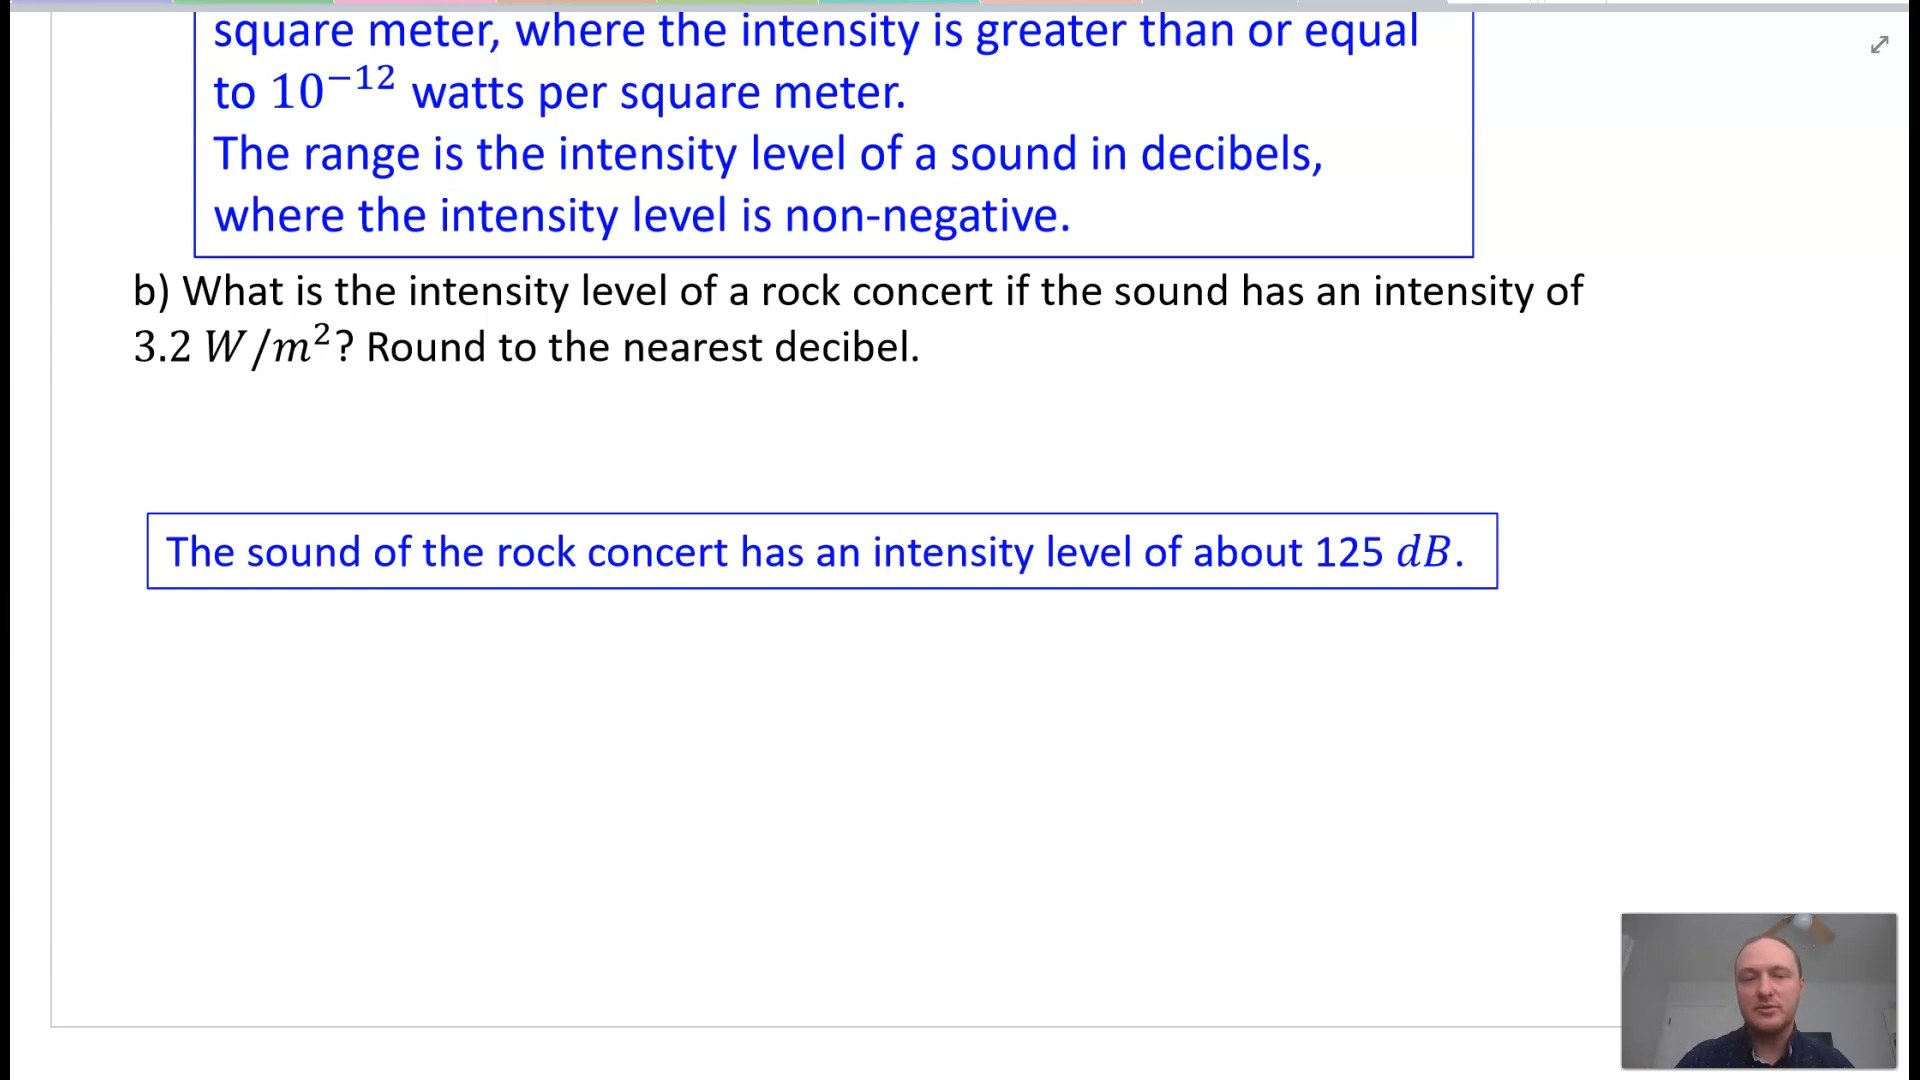 square meter, where the intensity is greater than or equal
to 10⁻¹² watts per square meter.
The range is the intensity level of a sound in decibels,
where the intensity level is non-negative.
b) What is the intensity level of a rock concert if the sound has an intensity of
3.2 W/m²? Round to the nearest decibel.
The sound of the rock concert has an intensity level of about 125 dB.